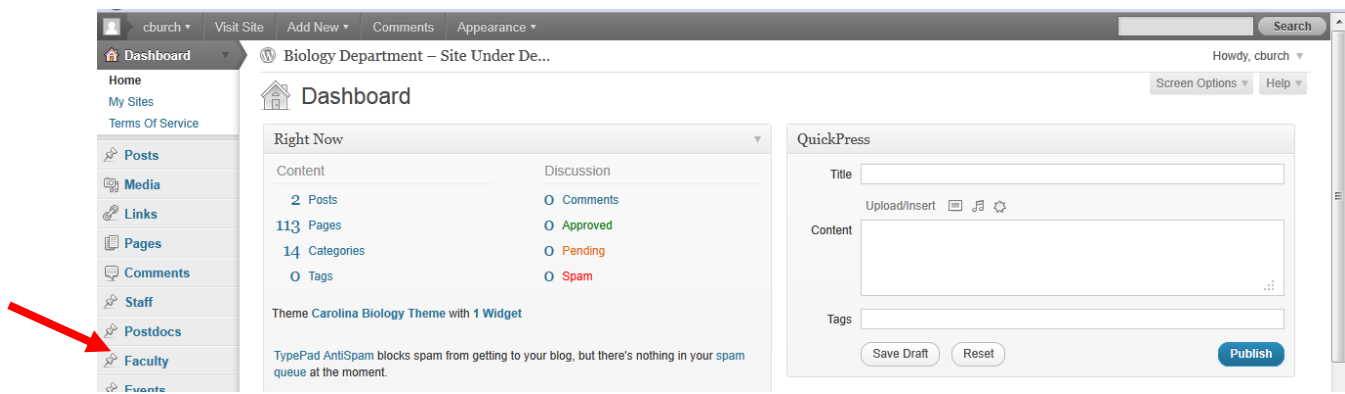 cburch Visit Site Add New Comments Appearance Search
Dashboard
Biology Department – Site Under De...
Howdy, cburch
Home
My Sites
Terms Of Service
Dashboard
Screen Options Help
Posts
Media
Links
Pages
Comments
Staff
Postdocs
Faculty
Events
Right Now
Content Discussion
2 Posts 0 Comments
113 Pages 0 Approved
14 Categories 0 Pending
0 Tags 0 Spam
Theme Carolina Biology Theme with 1 Widget
TypePad AntiSpam blocks spam from getting to your blog, but there's nothing in your spam
queue at the moment.
QuickPress
Title
Upload/Insert
Content
Tags
Save Draft Reset Publish